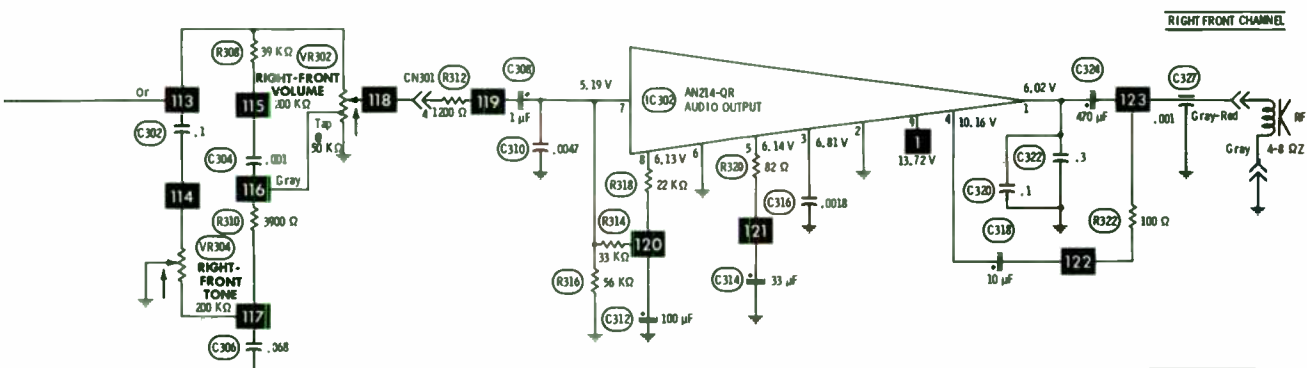 RIGHT FRONT CHANNEL
Or
113
C302
.1
114
VR304
RIGHT-
FRONT
TONE
200 KΩ
R308
39 KΩ
VR302
RIGHT-FRONT
VOLUME
200 KΩ
Tap
@
50 KΩ
115
C304
.001
116
Gray
R310
3900 Ω
117
C306
.068
118
CN301
4
R312
1200 Ω
119
C308
1 µF
C310
.0047
5.19 V
7
IC302
AN214-QR
AUDIO OUTPUT
8
6.13 V
6
5
6.14 V
3
6.81 V
2
9
1
13.72 V
4
10.16 V
6.02 V
1
R318
22 KΩ
R314
33 KΩ
120
R316
56 KΩ
C312
100 µF
R320
82 Ω
121
C314
33 µF
C316
.0018
C324
470 µF
123
C327
.001
Gray-Red
Gray
4-8 ΩZ
RF
C322
.3
C320
.1
C318
10 µF
122
R322
100 Ω